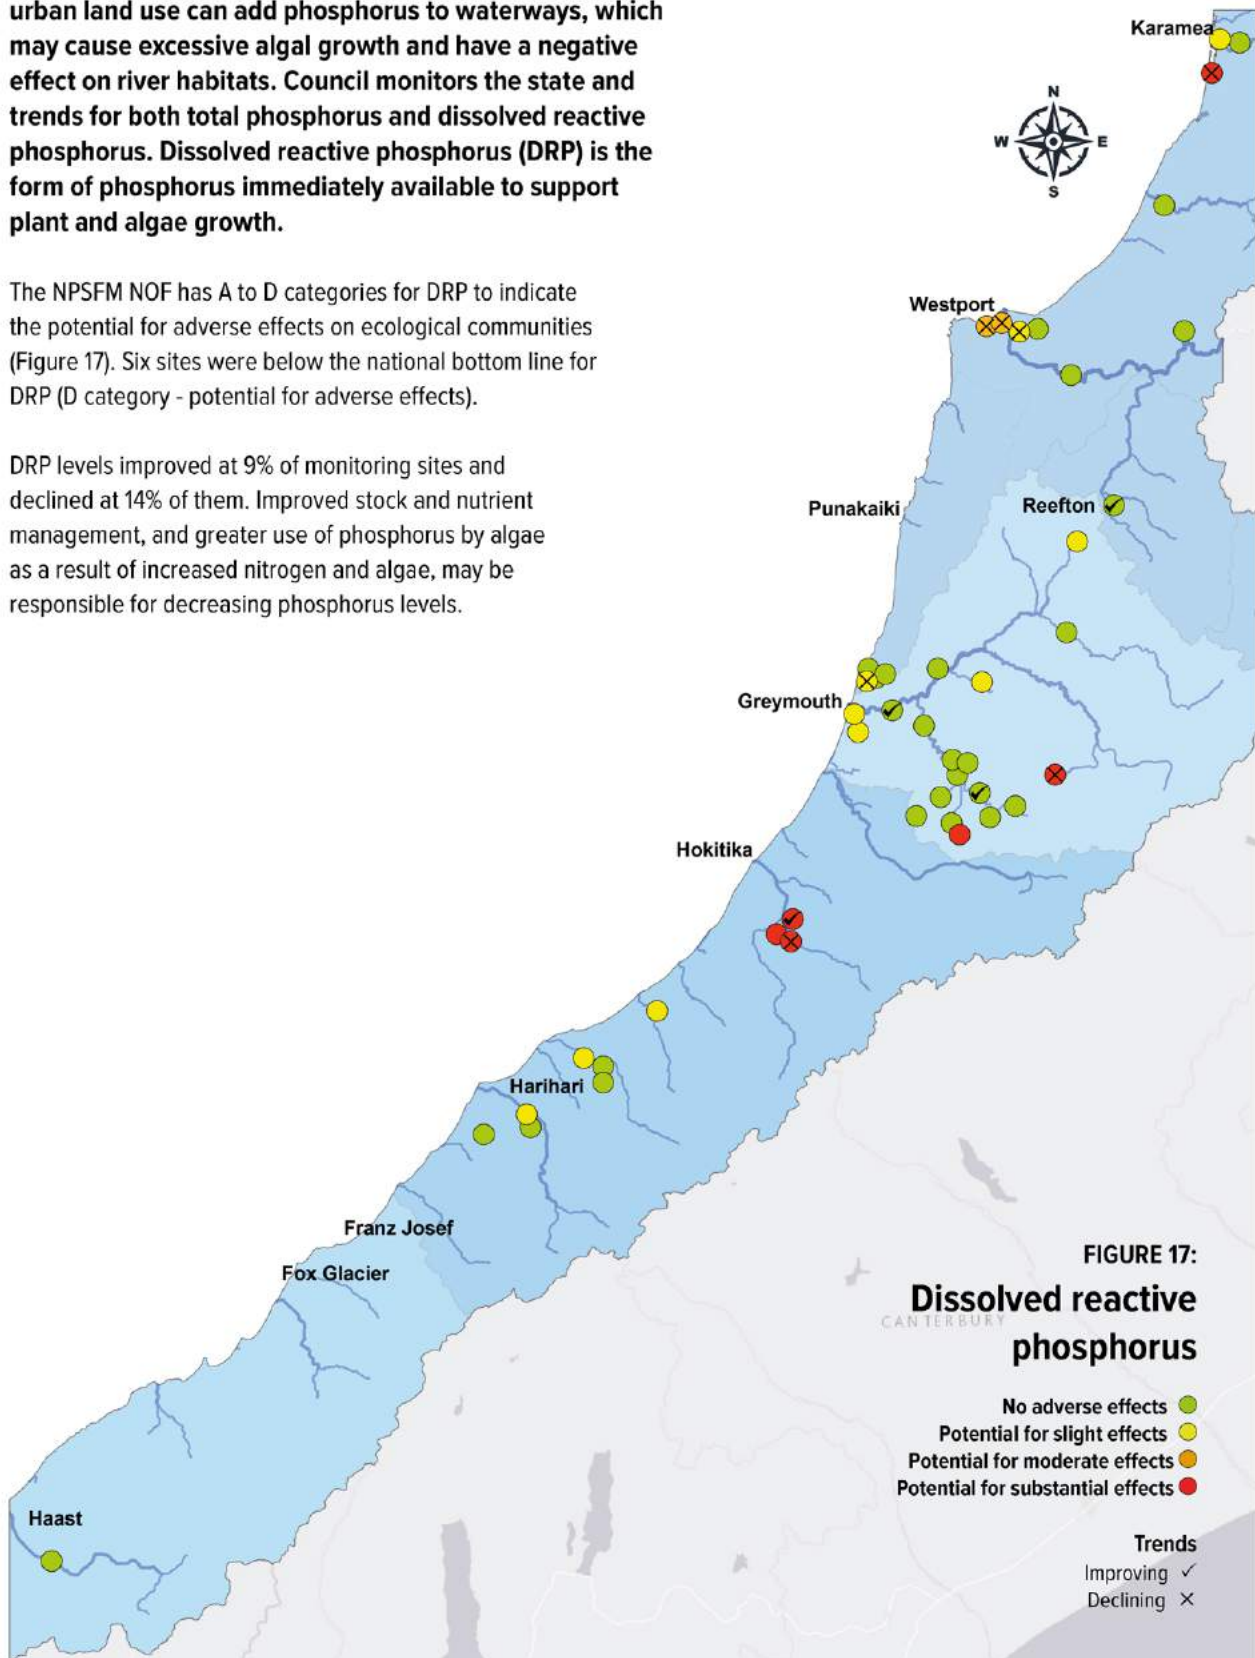 urban land use can add phosphorus to waterways, which
may cause excessive algal growth and have a negative
effect on river habitats. Council monitors the state and
trends for both total phosphorus and dissolved reactive
phosphorus. Dissolved reactive phosphorus (DRP) is the
form of phosphorus immediately available to support
plant and algae growth.
The NPSFM NOF has A to D categories for DRP to indicate
the potential for adverse effects on ecological communities
(Figure 17). Six sites were below the national bottom line for
DRP (D category - potential for adverse effects).
DRP levels improved at 9% of monitoring sites and
declined at 14% of them. Improved stock and nutrient
management, and greater use of phosphorus by algae
as a result of increased nitrogen and algae, may be
responsible for decreasing phosphorus levels.
Karamea
N
W E
S
Westport
Punakaiki
Reefton
Greymouth
Hokitika
Harihari
Franz Josef
Fox Glacier
Haast
FIGURE 17:
Dissolved reactive
CANTERBURY
phosphorus
No adverse effects
Potential for slight effects
Potential for moderate effects
Potential for substantial effects
Trends
Improving ✓
Declining ✕